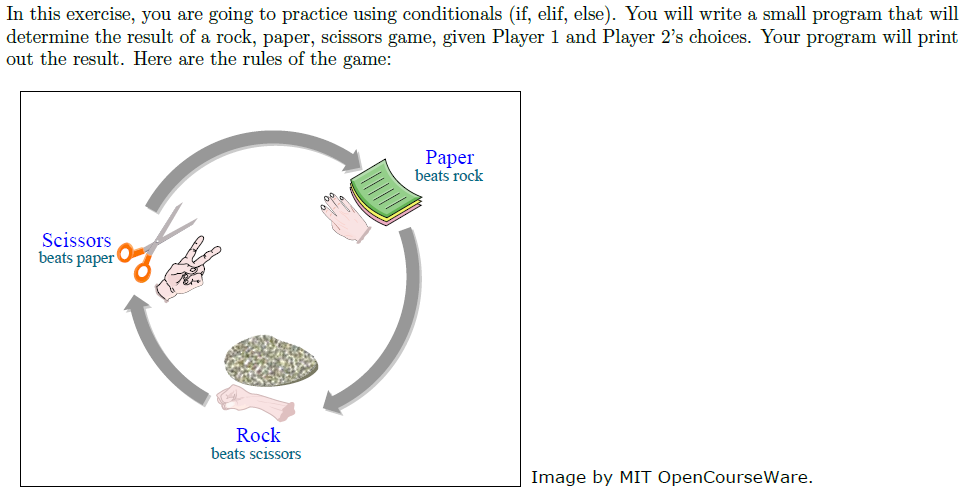 In this exercise, you are going to practice using conditionals (if, elif, else). You will write a small program that will
determine the result of a rock, paper, scissors game, given Player 1 and Player 2's choices. Your program will print
out the result. Here are the rules of the game:
Paper
beats rock
Scissors
beats paper
Rock
beats scissors
Image by MIT OpenCourseWare.